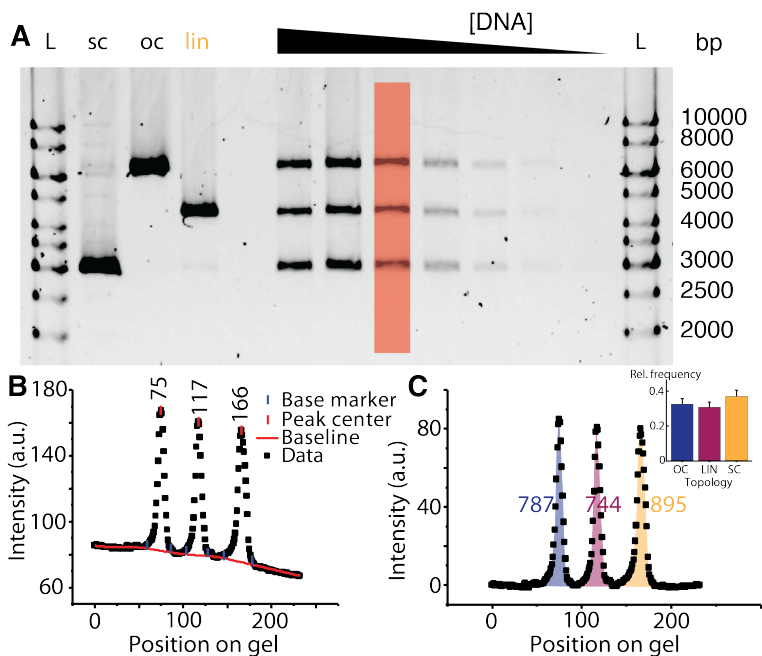 [DNA]
A L sc oc lin L bp
10000
8000
6000
5000
4000
3000
2500
2000
B
180
140
100
60
Intensity (a.u.)
75
117
166
Base marker
Peak center
Baseline
Data
0 100 200
Position on gel
C
80
40
0
Intensity (a.u.)
787 744 895
0 100 200
Position on gel
Rel. frequency
0.4
0.2
0
OC LIN SC
Topology